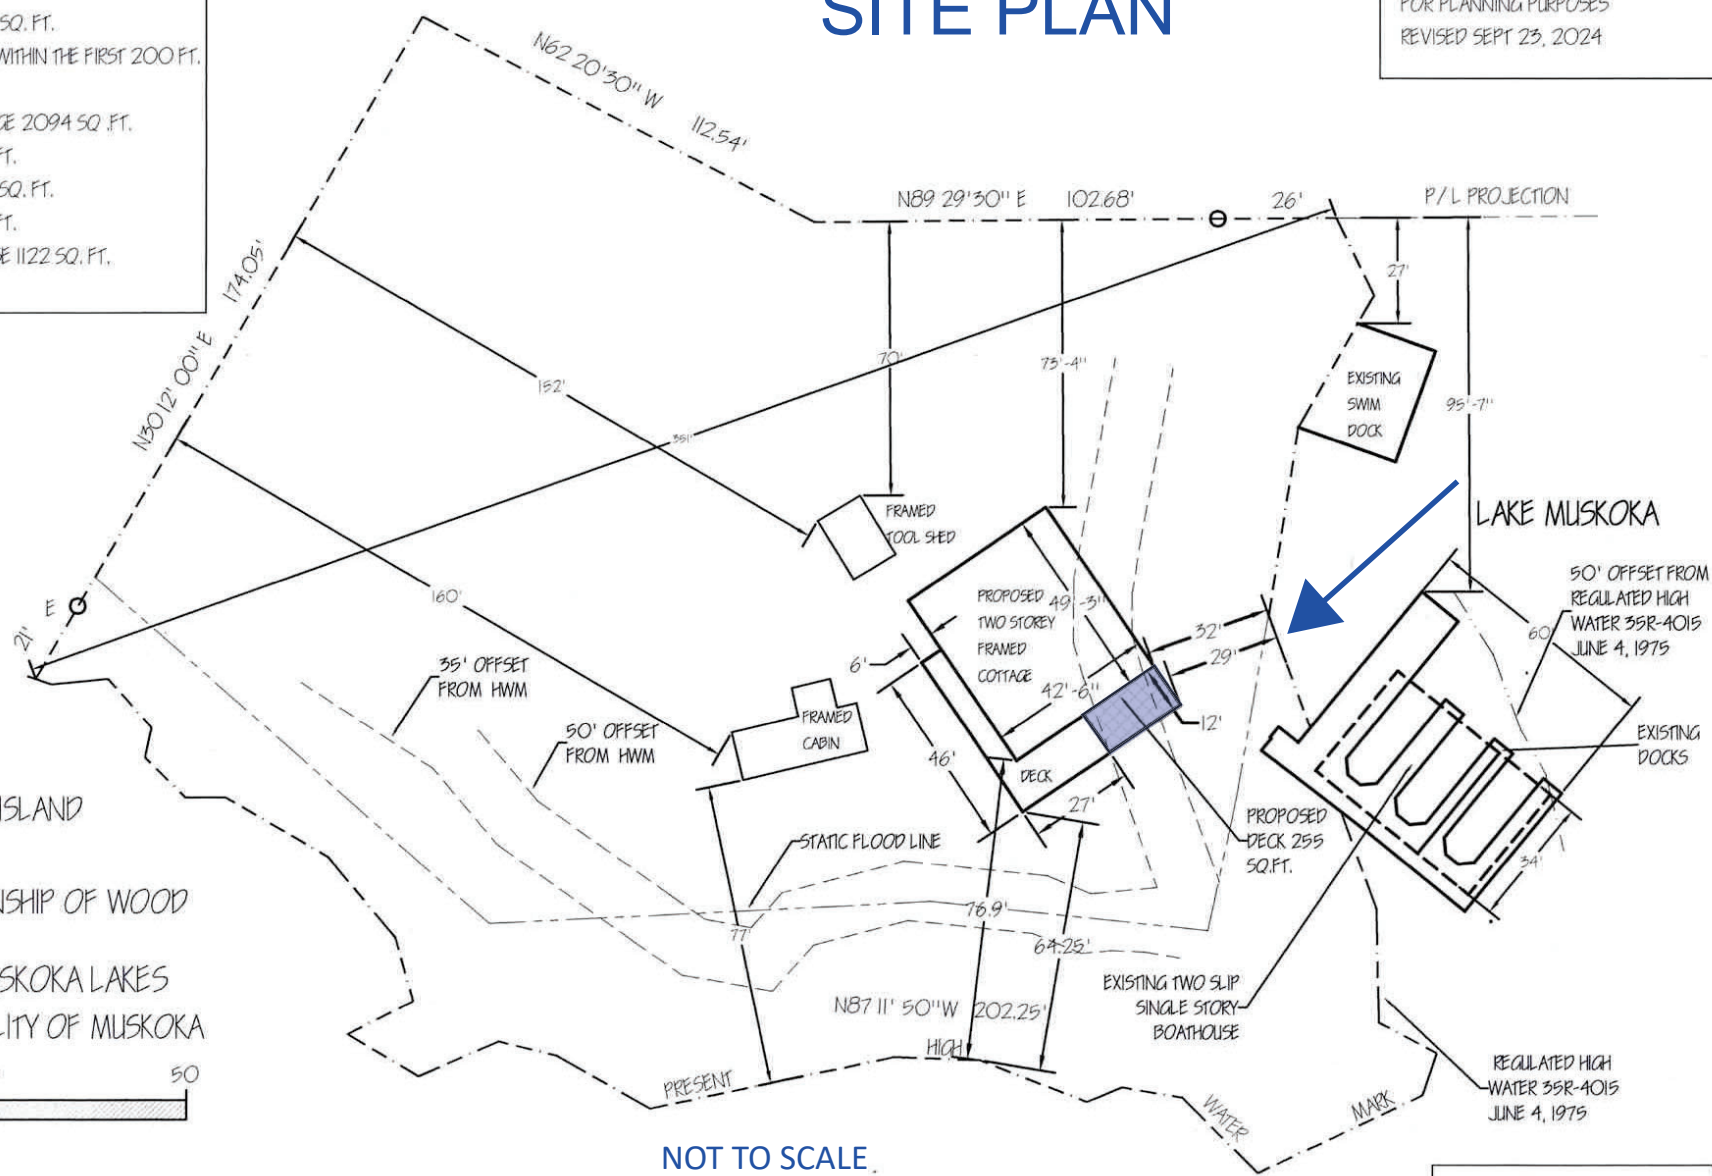 SITE PLAN
SQ. FT.
WITHIN THE FIRST 200 FT.
GE 2094 SQ .FT.
FT.
SQ. FT.
FT.
GE 1122 SQ. FT.
FOR PLANNING PURPOSES
REVISED SEPT 23, 2024
N62 20'30" W
112.54'
N89 29'30" E
102.68'
26'
P/L PROJECTION
N30 12' 00" E
174.05'
152'
70'
351'
73'-4"
27'
EXISTING
SWIM
DOCK
95'-7"
LAKE MUSKOKA
FRAMED
TOOL SHED
160'
E
21'
PROPOSED
TWO STOREY
FRAMED
COTTAGE
49'-3"
42'-6"
32'
29'
12'
6'
46'
DECK
27'
60'
50' OFFSET FROM
REGULATED HIGH
WATER 35R-4015
JUNE 4, 1975
35' OFFSET
FROM HWM
50' OFFSET
FROM HWM
FRAMED
CABIN
EXISTING
DOCKS
PROPOSED
DECK 255
SQ.FT.
34'
STATIC FLOOD LINE
77'
76.9'
64.25'
ISLAND
NSHIP OF WOOD
SKOKA LAKES
LITY OF MUSKOKA
50
N87 11' 50"W
202.25'
EXISTING TWO SLIP
SINGLE STORY
BOATHOUSE
REGULATED HIGH
WATER 35R-4015
JUNE 4, 1975
PRESENT
HIGH
WATER
MARK
NOT TO SCALE